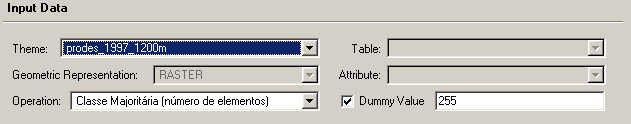 Input Data
Theme: prodes_1997_1200m Table:
Geometric Representation: RASTER Attribute:
Operation: Classe Majoritária (número de elementos) Dummy Value 255